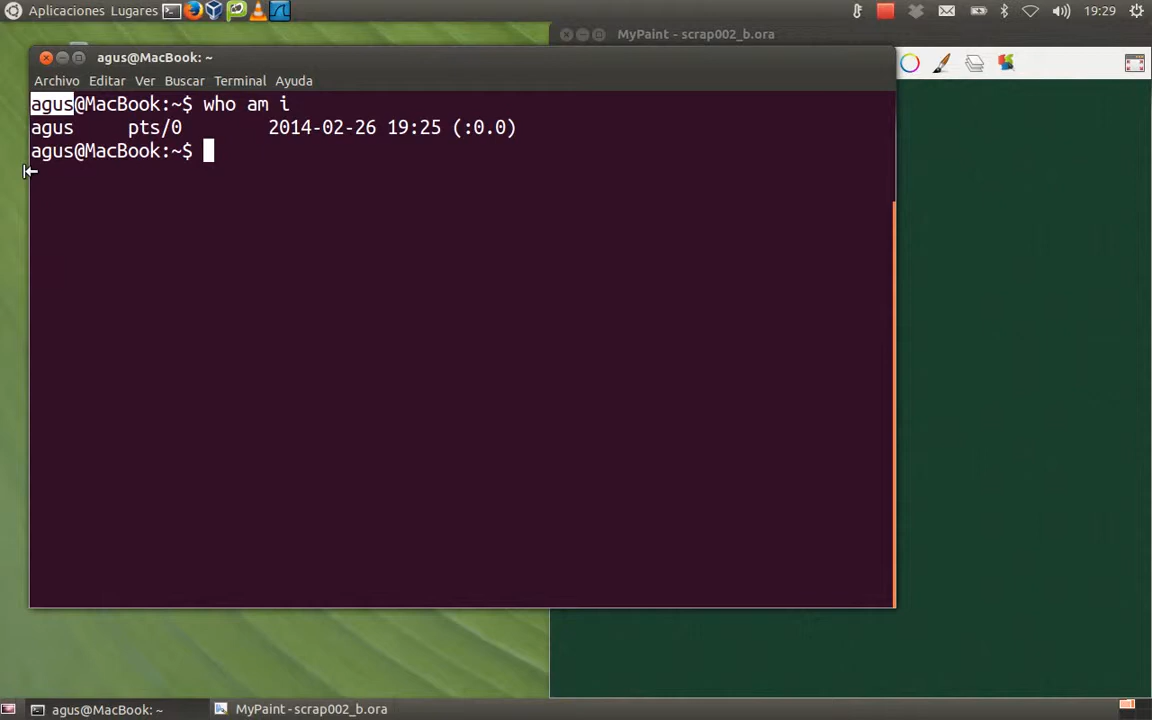 Aplicaciones Lugares 19:29
MyPaint - scrap002_b.ora
agus@MacBook: ~
Archivo Editar Ver Buscar Terminal Ayuda
agus@MacBook:~$ who am i
agus pts/0 2014-02-26 19:25 (:0.0)
agus@MacBook:~$
agus@MacBook: ~ MyPaint - scrap002_b.ora